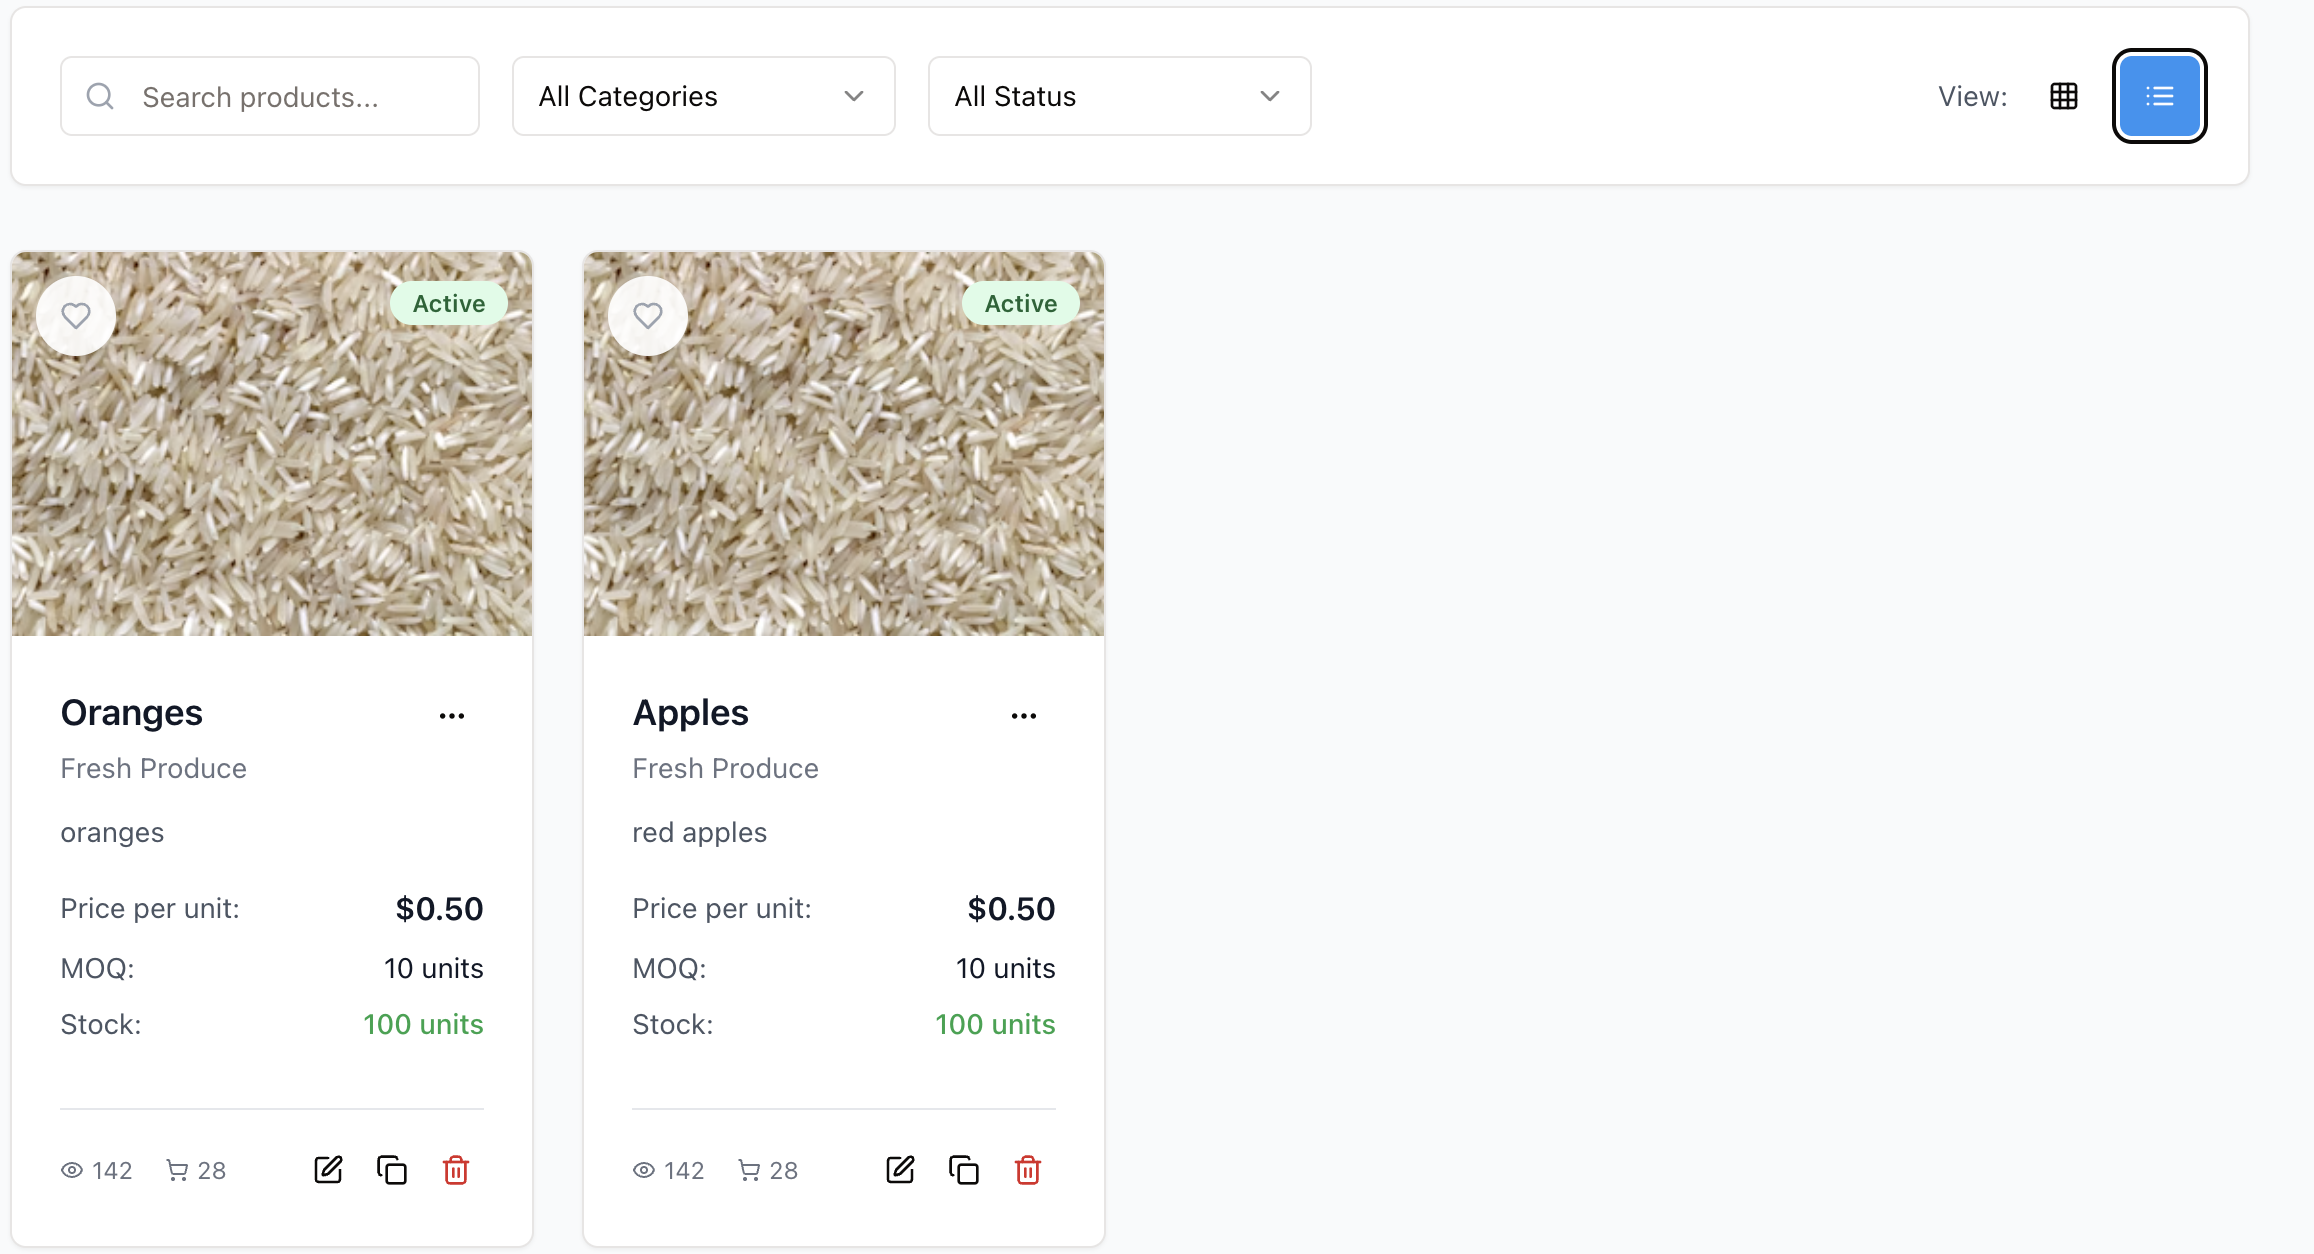 Search products...
All Categories
All Status
View:
Active
Active
Oranges
Fresh Produce
oranges
Price per unit: $0.50
MOQ: 10 units
Stock: 100 units
142 28
Apples
Fresh Produce
red apples
Price per unit: $0.50
MOQ: 10 units
Stock: 100 units
142 28